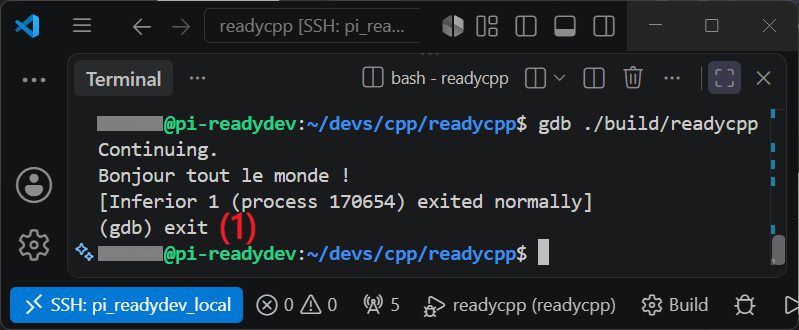 readycpp [SSH: pi_rea...
Terminal
bash - readycpp
@pi-readydev:~/devs/cpp/readycpp$ gdb ./build/readycpp
Continuing.
Bonjour tout le monde !
[Inferior 1 (process 170654) exited normally]
(gdb) exit (1)
@pi-readydev:~/devs/cpp/readycpp$
SSH: pi_readydev_local 0 0 5 readycpp (readycpp) Build